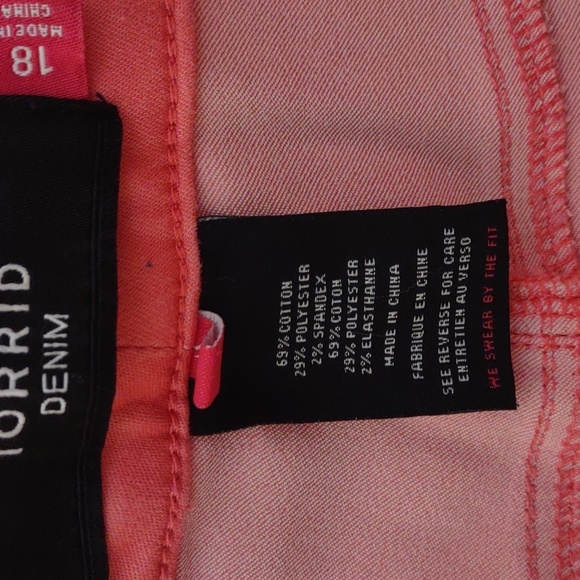 18
MADE IN
CHINA
TORRID
DENIM
69% COTTON
29% POLYESTER
2% SPANDEX
69% COTON
29% POLYESTER
2% ELASTHANNE
MADE IN CHINA
FABRIQUE EN CHINE
SEE REVERSE FOR CARE
ENTRETIEN AU VERSO
WE SWEAR BY THE FIT